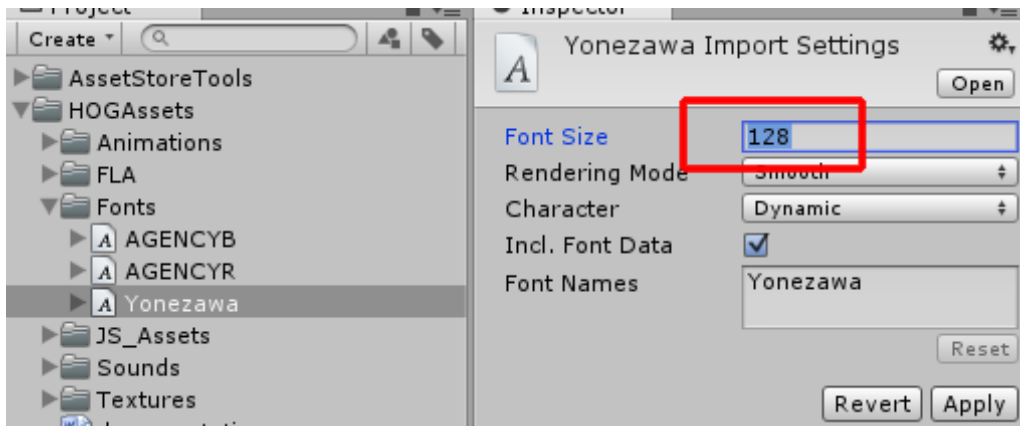 Project
Create
AssetStoreTools
HOGAssets
Animations
FLA
Fonts
A AGENCYB
A AGENCYR
A Yonezawa
JS_Assets
Sounds
Textures
Inspector
A
Yonezawa Import Settings
Open
Font Size 128
Rendering Mode Smooth
Character Dynamic
Incl. Font Data
Font Names Yonezawa
Reset
Revert Apply